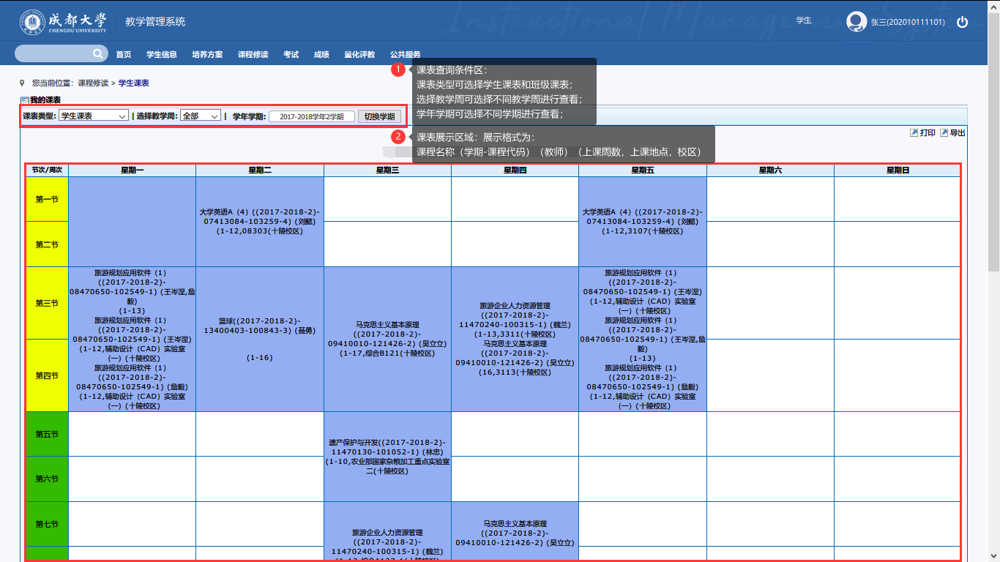 Instructional Management System
成都大学
CHENGDU UNIVERSITY
教学管理系统
学生
张三(202010111101)
首页 学生信息 培养方案 课程修读 考试 成绩 量化评教 公共服务
您当前位置：课程修读 > 学生课表
我的课表
课表类型: 学生课表 | 选择教学周: 全部 | 学年学期: 2017-2018学年2学期 切换学期
1
课表查询条件区：
课表类型可选择学生课表和班级课表；
选择教学周可选择不同教学周进行查看；
学年学期可选择不同学期进行查看；
打印 导出
2
课表展示区域：展示格式为：
课程名称（学期-课程代码）（教师）（上课周数，上课地点，校区）
节次/周次 星期一 星期二 星期三 星期四 星期五 星期六 星期日
第一节
第二节
大学英语A（4）((2017-2018-2)-
07413084-103259-4)（刘懿）
(1-12,08303(十陵校区)
大学英语A（4）((2017-2018-2)-
07413084-103259-4)（刘懿）
(1-12,3107(十陵校区)
第三节
第四节
旅游规划应用软件（1）
((2017-2018-2)-
08470650-102549-1)（王岑涅,詹
毅）
(1-13)
旅游规划应用软件（1）
((2017-2018-2)-
08470650-102549-1)（王岑涅）
(1-12,辅助设计（CAD）实验室
（一）(十陵校区)
旅游规划应用软件（1）
((2017-2018-2)-
08470650-102549-1)（詹毅）
(1-12,辅助设计（CAD）实验室
（一）(十陵校区)
篮球((2017-2018-2)-
13400403-100843-3)（聂勇）
(1-16)
马克思主义基本原理
((2017-2018-2)-
09410010-121426-2)（吴立立）
(1-17,综合B121(十陵校区)
旅游企业人力资源管理
((2017-2018-2)-
11470240-100315-1)（魏兰）
(1-13,3311(十陵校区)
马克思主义基本原理
((2017-2018-2)-
09410010-121426-2)（吴立立）
(16,3113(十陵校区)
旅游规划应用软件（1）
((2017-2018-2)-
08470650-102549-1)（王岑涅）
(1-12,辅助设计（CAD）实验室
（一）(十陵校区)
旅游规划应用软件（1）
((2017-2018-2)-
08470650-102549-1)（王岑涅,詹
毅）
(1-13)
旅游规划应用软件（1）
((2017-2018-2)-
08470650-102549-1)（詹毅）
(1-12,辅助设计（CAD）实验室
（一）(十陵校区)
第五节
第六节
遗产保护与开发((2017-2018-2)-
11470130-101052-1)（林忠）
(1-10,农业部国家杂粮加工重点实验室
二(十陵校区)
第七节
旅游企业人力资源管理
((2017-2018-2)-
11470240-100315-1)（魏兰）
马克思主义基本原理
((2017-2018-2)-
09410010-121426-2)（吴立立）